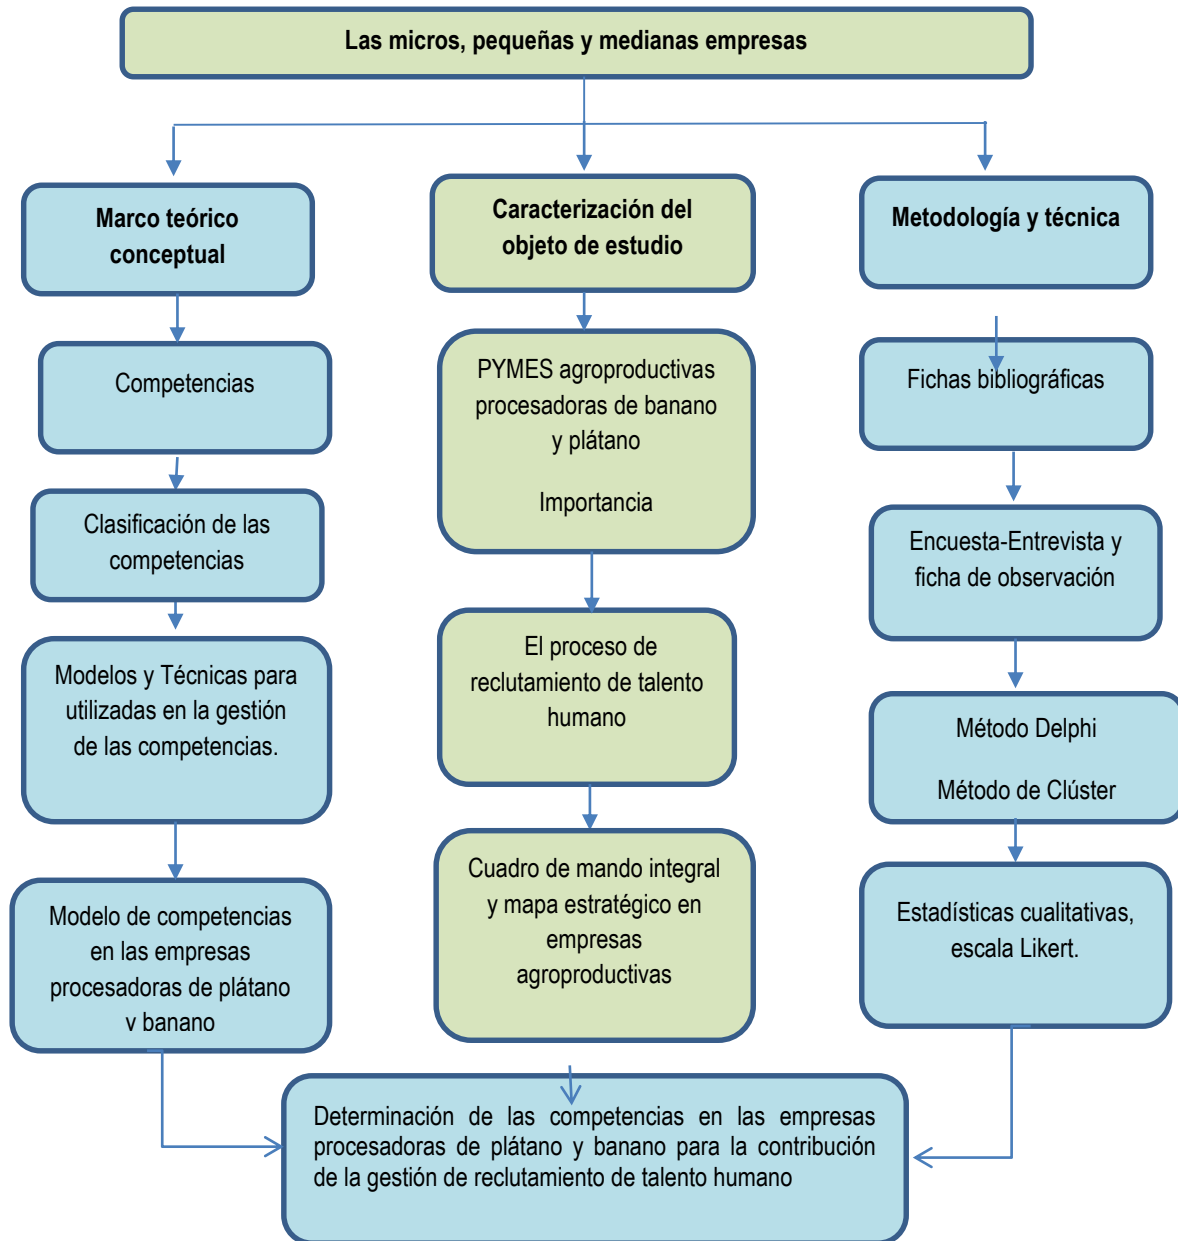 Las micros, pequeñas y medianas empresas
Marco teórico
conceptual
Competencias
Clasificación de las
competencias
Modelos y Técnicas para
utilizadas en la gestión
de las competencias.
Modelo de competencias
en las empresas
procesadoras de plátano
y banano
Caracterización del
objeto de estudio
PYMES agroproductivas
procesadoras de banano
y plátano
Importancia
El proceso de
reclutamiento de talento
humano
Cuadro de mando integral
y mapa estratégico en
empresas
agroproductivas
Metodología y técnica
Fichas bibliográficas
Encuesta-Entrevista y
ficha de observación
Método Delphi
Método de Clúster
Estadísticas cualitativas,
escala Likert.
Determinación de las competencias en las empresas
procesadoras de plátano y banano para la contribución
de la gestión de reclutamiento de talento humano